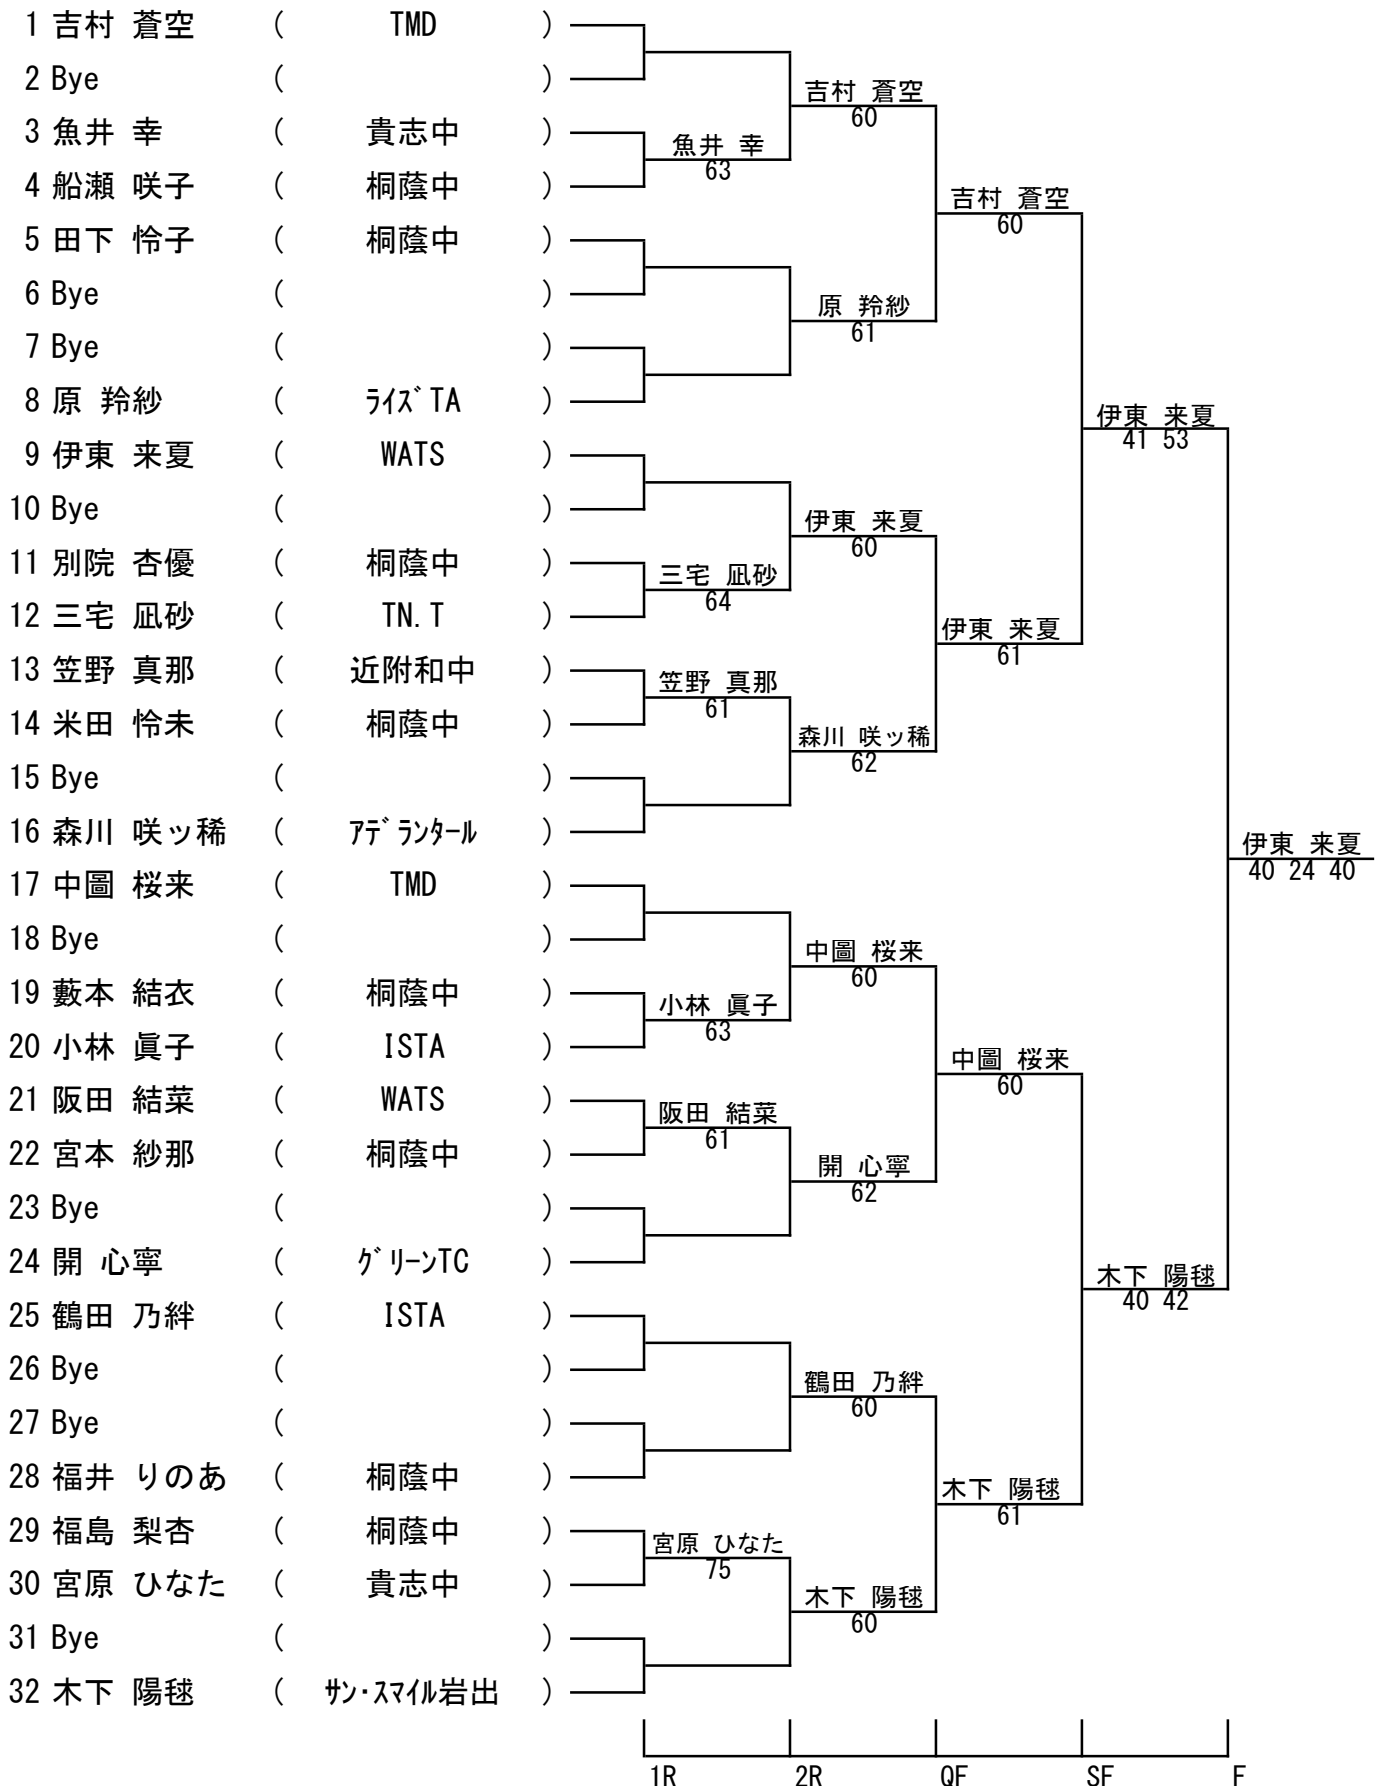 1 吉村 蒼空 ( TMD )
2 Bye ( )
吉村 蒼空
60
3 魚井 幸 ( 貴志中 )
魚井 幸
63
4 船瀬 咲子 ( 桐蔭中 )
吉村 蒼空
60
5 田下 怜子 ( 桐蔭中 )
6 Bye ( )
原 羚紗
61
7 Bye ( )
8 原 羚紗 ( ライズTA )
伊東 来夏
41 53
9 伊東 来夏 ( WATS )
10 Bye ( )
伊東 来夏
60
11 別院 杏優 ( 桐蔭中 )
三宅 凪砂
64
12 三宅 凪砂 ( TN.T )
伊東 来夏
61
13 笠野 真那 ( 近附和中 )
笠野 真那
61
14 米田 怜未 ( 桐蔭中 )
森川 咲ッ稀
62
15 Bye ( )
16 森川 咲ッ稀 ( アデランタール )
伊東 来夏
40 24 40
17 中圖 桜来 ( TMD )
18 Bye ( )
中圖 桜来
60
19 藪本 結衣 ( 桐蔭中 )
小林 眞子
63
20 小林 眞子 ( ISTA )
中圖 桜来
60
21 阪田 結菜 ( WATS )
阪田 結菜
61
22 宮本 紗那 ( 桐蔭中 )
開 心寧
62
23 Bye ( )
24 開 心寧 ( グリーンTC )
木下 陽毬
40 42
25 鶴田 乃絆 ( ISTA )
26 Bye ( )
鶴田 乃絆
60
27 Bye ( )
28 福井 りのあ ( 桐蔭中 )
木下 陽毬
61
29 福島 梨杏 ( 桐蔭中 )
宮原 ひなた
75
30 宮原 ひなた ( 貴志中 )
木下 陽毬
60
31 Bye ( )
32 木下 陽毬 ( サン・スマイル岩出 )
1R 2R QF SF F